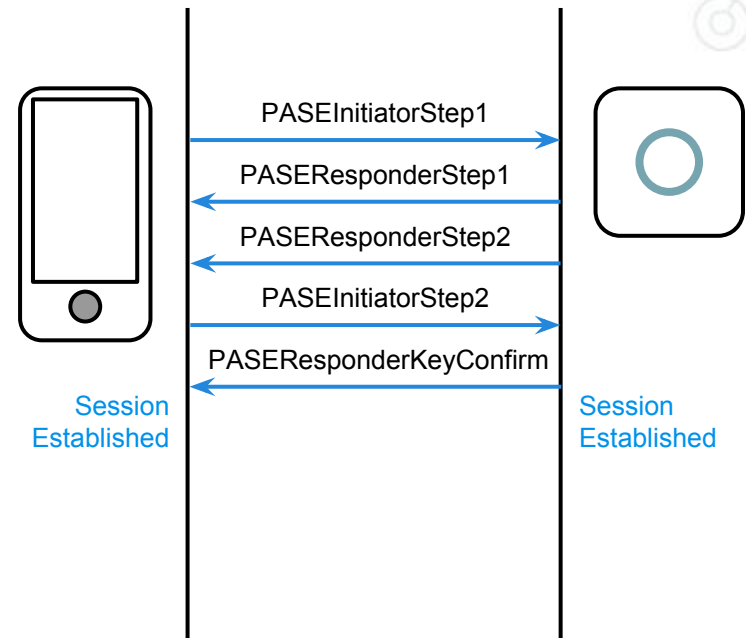 PASEInitiatorStep1
PASEResponderStep1
PASEResponderStep2
PASEInitiatorStep2
PASEResponderKeyConfirm
Session
Established
Session
Established